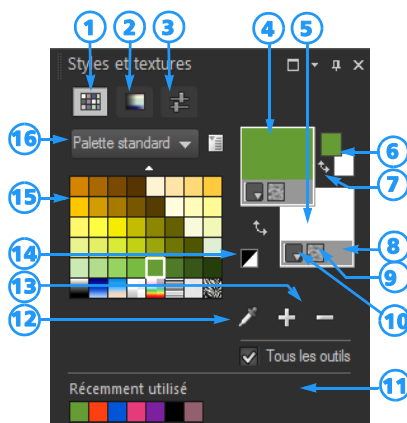 1 2 3 4 5
Styles et textures
16 Palette standard 6
7
15
14 8
13 9
12 10
Tous les outils
Récemment utilisé 11